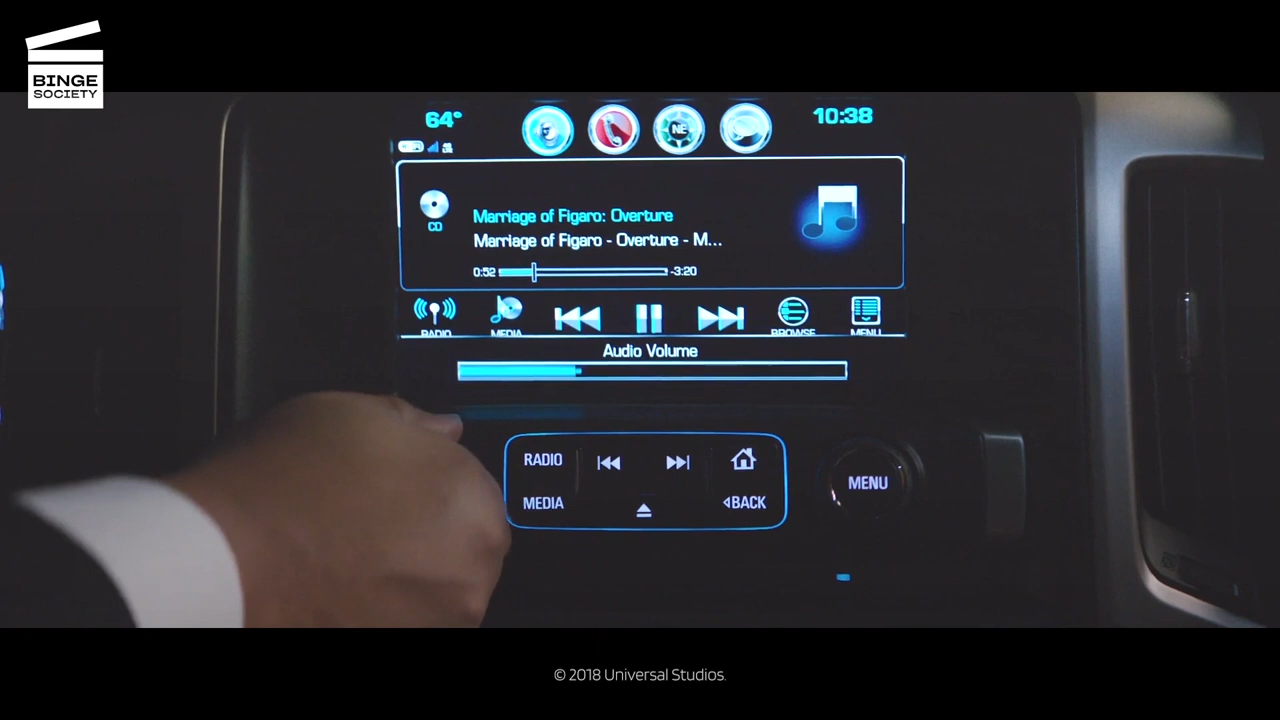 BINGE
SOCIETY
64°
NE
10:38
CD
Marriage of Figaro: Overture
Marriage of Figaro - Overture - M...
0:52
-3:20
RADIO
MEDIA
BROWSE
MENU
Audio Volume
RADIO
MENU
MEDIA
BACK
© 2018 Universal Studios.